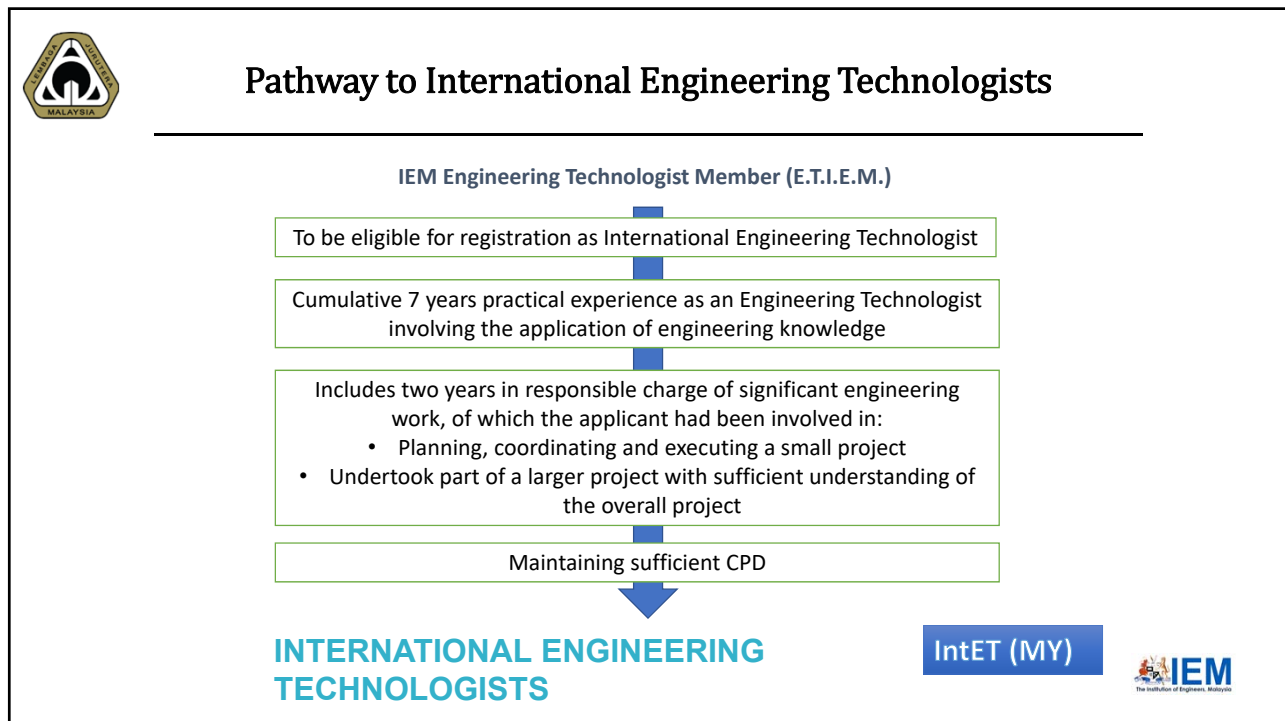 LEMBAGA JURUTERA
MALAYSIA
Pathway to International Engineering Technologists
IEM Engineering Technologist Member (E.T.I.E.M.)
To be eligible for registration as International Engineering Technologist
Cumulative 7 years practical experience as an Engineering Technologist
involving the application of engineering knowledge
Includes two years in responsible charge of significant engineering
work, of which the applicant had been involved in:
• Planning, coordinating and executing a small project
• Undertook part of a larger project with sufficient understanding of
the overall project
Maintaining sufficient CPD
INTERNATIONAL ENGINEERING
TECHNOLOGISTS
IntET (MY)
IEM
The Institution of Engineers, Malaysia